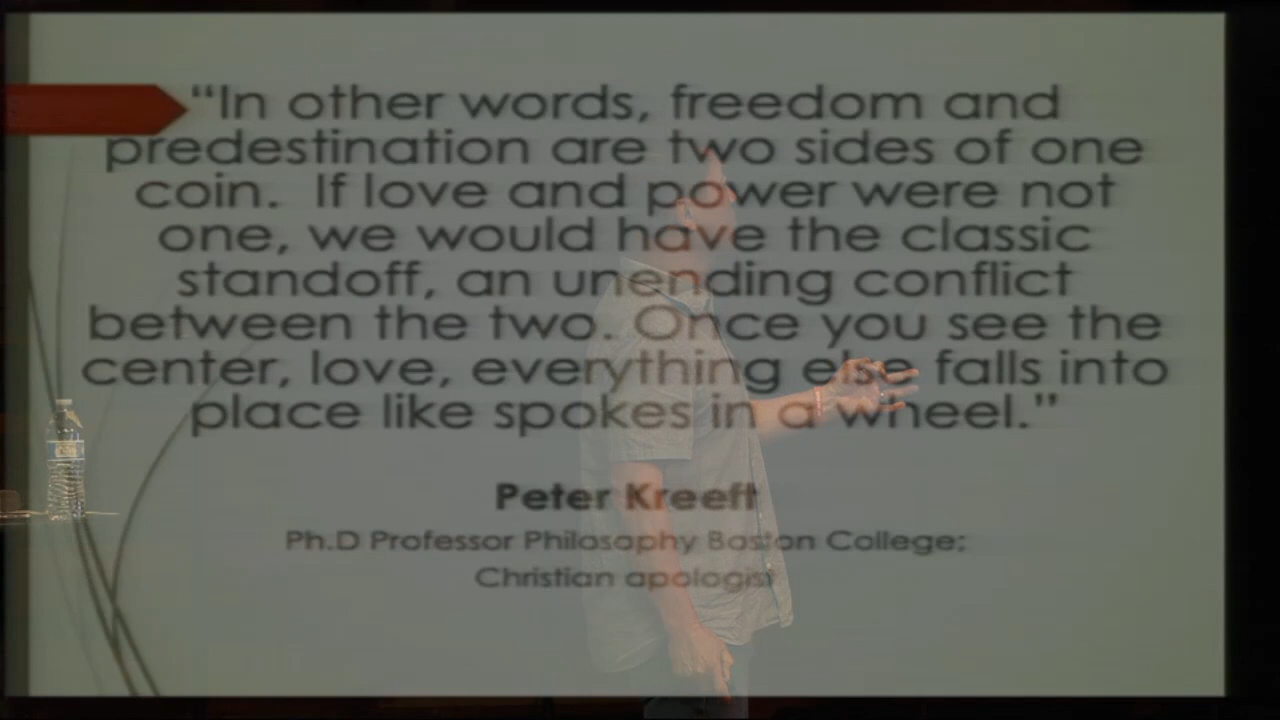 “In other words, freedom and
predestination are two sides of one
coin.  If love and power were not
one, we would have the classic
standoff, an unending conflict
between the two. Once you see the
center, love, everything else falls into
place like spokes in a wheel.”
Peter Kreeft
Ph.D Professor Philosophy Boston College;
Christian apologist